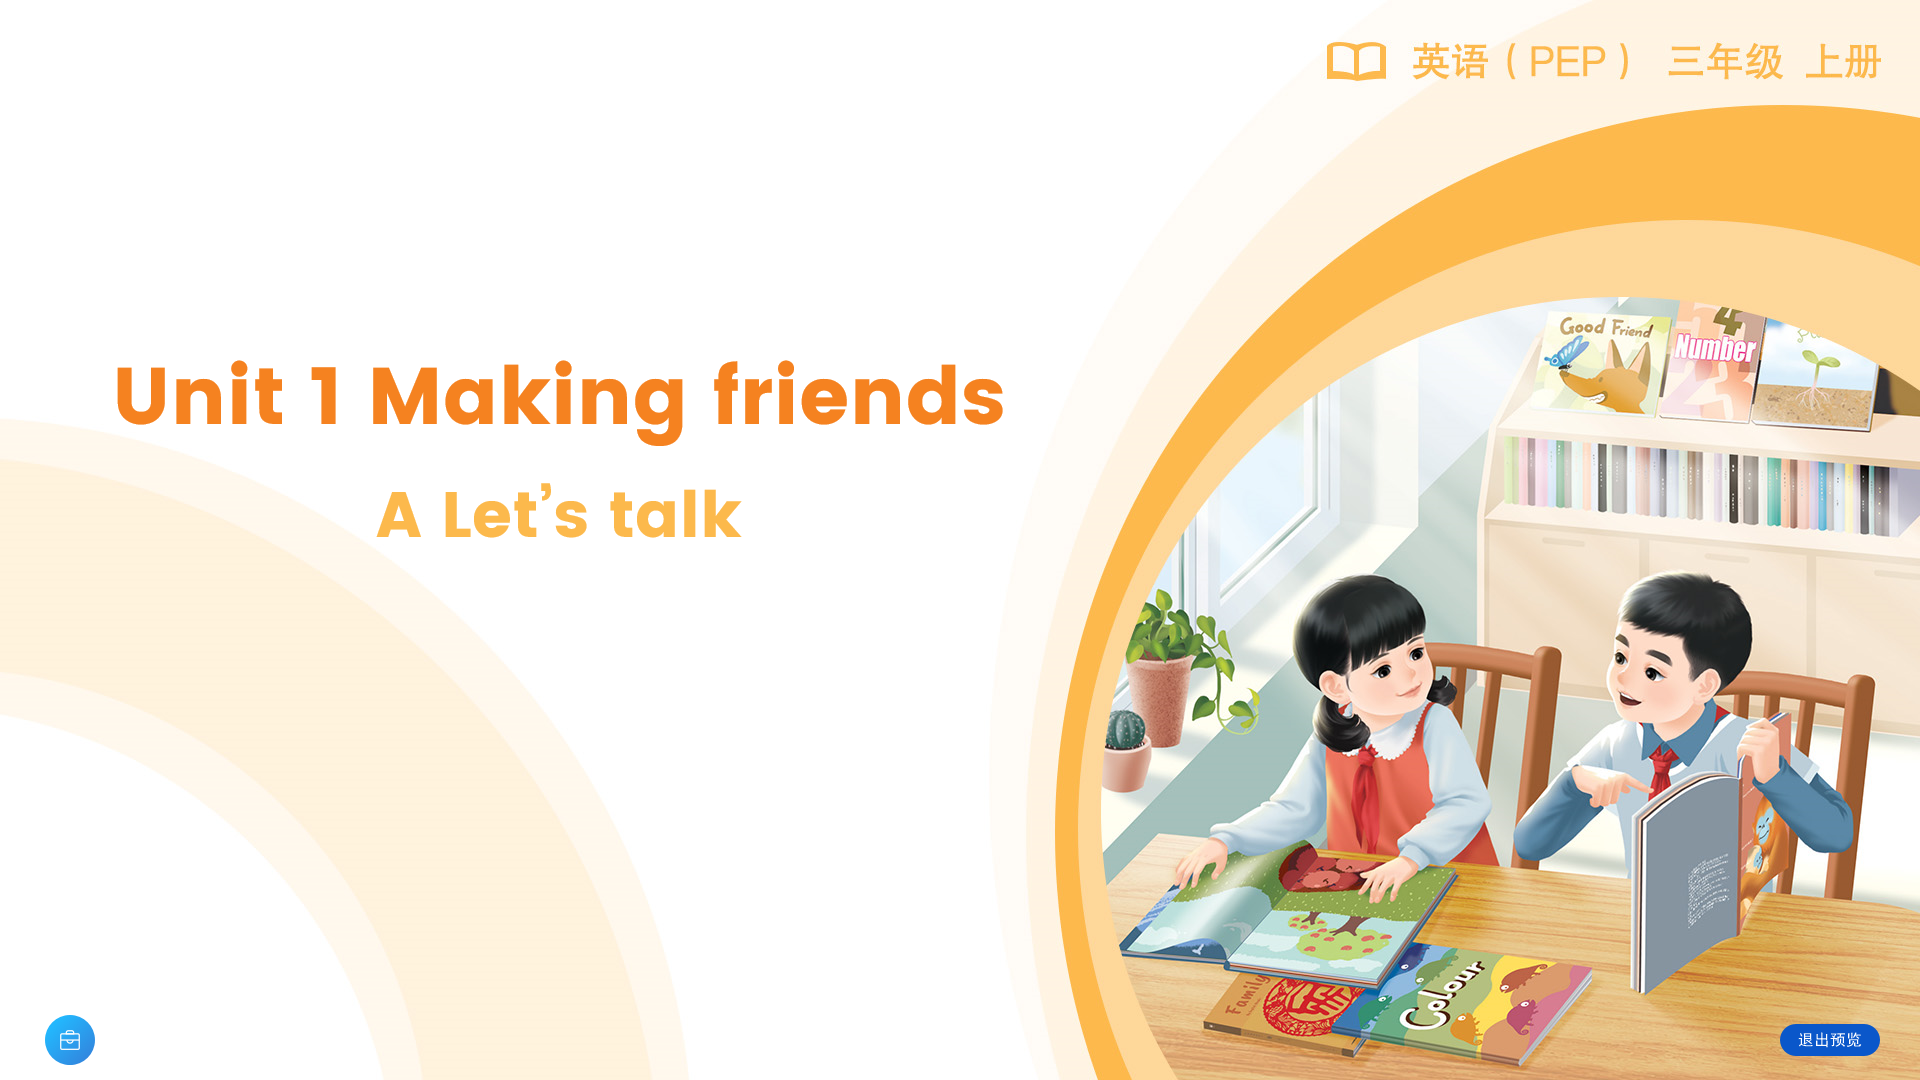 英语（PEP） 三年级 上册
Unit 1 Making friends
A Let’s talk
Good Friend
4
Number
Family
Colour
退出预览